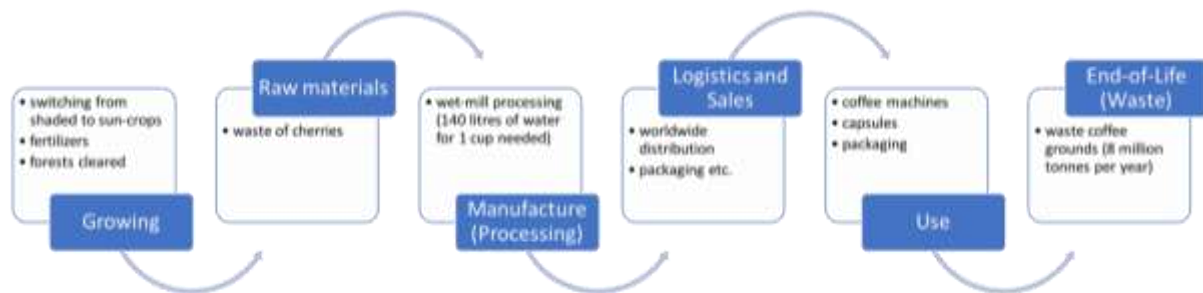 • switching from
shaded to sun-crops
• fertilizers
• forests cleared
Growing
Raw materials
• waste of cherries
• wet-mill processing
(140 litres of water
for 1 cup needed)
Manufacture
(Processing)
Logistics and
Sales
• worldwide
distribution
• packaging etc.
• coffee machines
• capsules
• packaging
Use
End-of-Life
(Waste)
• waste coffee
grounds (8 million
tonnes per year)